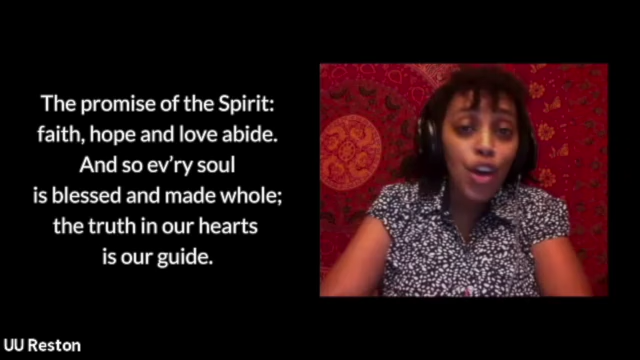 The promise of the Spirit:
faith, hope and love abide.
And so ev'ry soul
is blessed and made whole;
the truth in our hearts
is our guide.
UU Reston